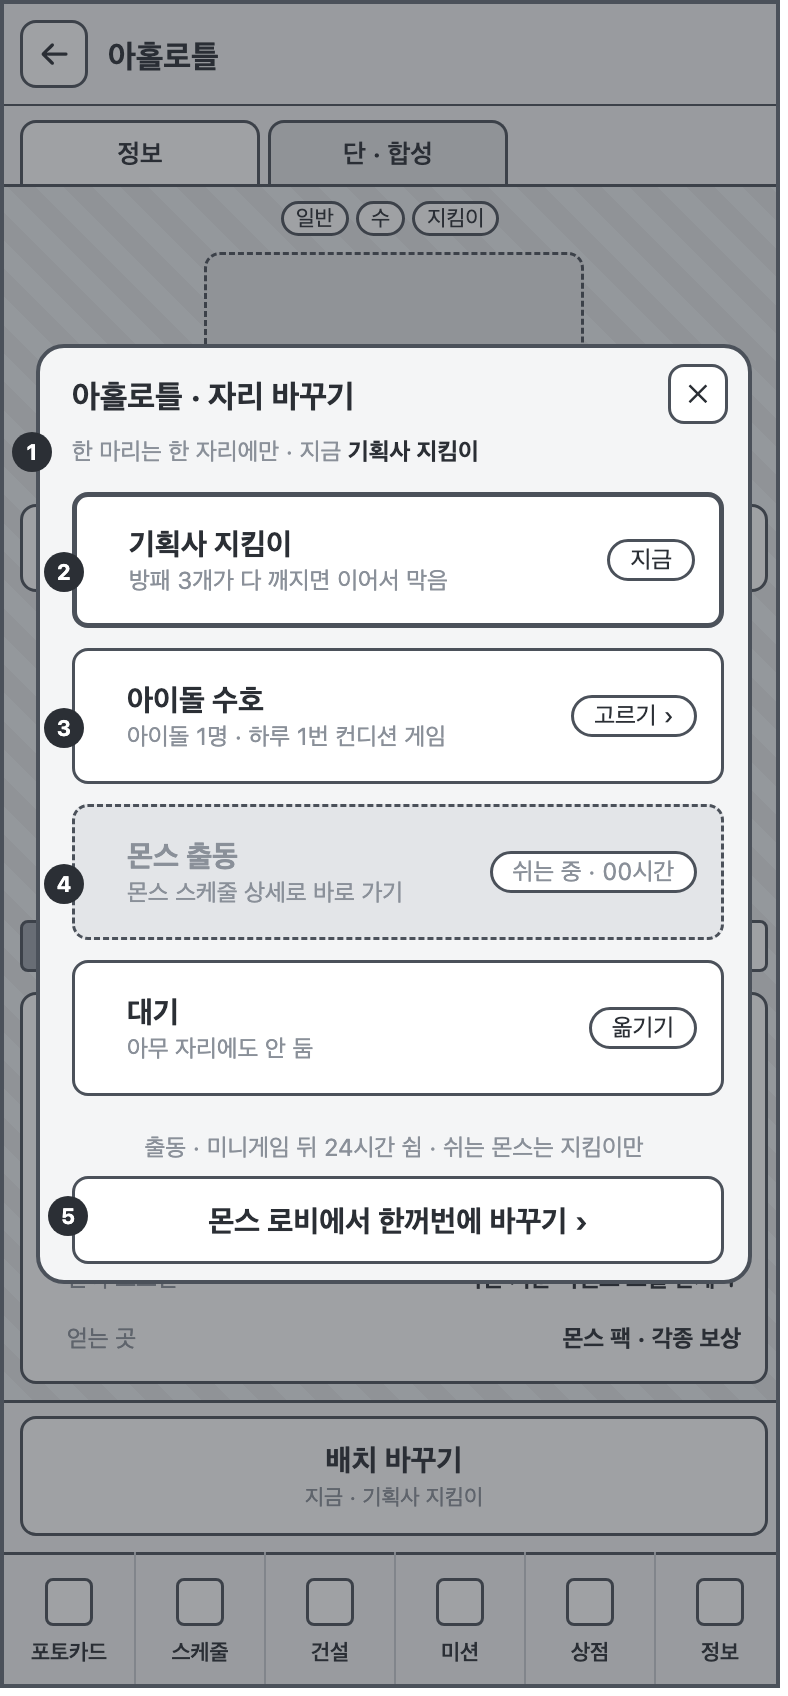 아홀로틀
정보
단 · 합성
일반
수
지킴이
아홀로틀 · 자리 바꾸기
1
한 마리는 한 자리에만 · 지금 기획사 지킴이
2
기획사 지킴이
방패 3개가 다 깨지면 이어서 막음
지금
3
아이돌 수호
아이돌 1명 · 하루 1번 컨디션 게임
고르기 ›
4
몬스 출동
몬스 스케줄 상세로 바로 가기
쉬는 중 · 00시간
대기
아무 자리에도 안 둠
옮기기
출동 · 미니게임 뒤 24시간 쉼 · 쉬는 몬스는 지킴이만
5
몬스 로비에서 한꺼번에 바꾸기 ›
얻는 곳
몬스 팩 · 각종 보상
배치 바꾸기
지금 · 기획사 지킴이
포토카드
스케줄
건설
미션
상점
정보